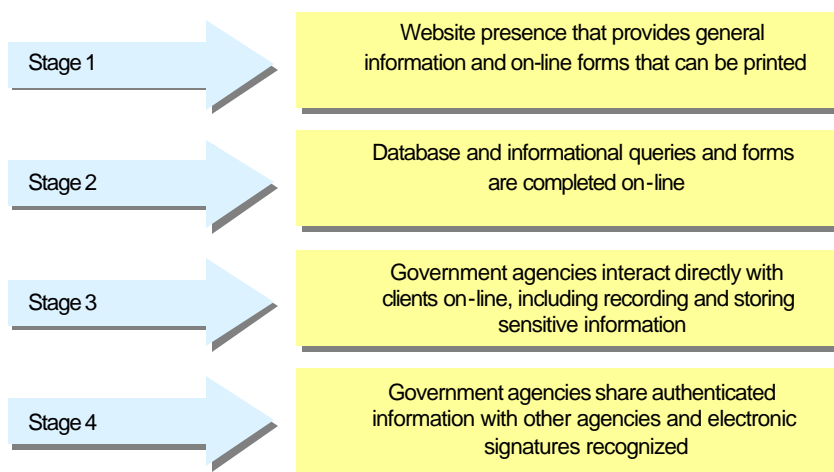 Stage 1
Website presence that provides general
information and on-line forms that can be printed
Stage 2
Database and informational queries and forms
are completed on-line
Stage 3
Government agencies interact directly with
clients on-line, including recording and storing
sensitive information
Stage 4
Government agencies share authenticated
information with other agencies and electronic
signatures recognized